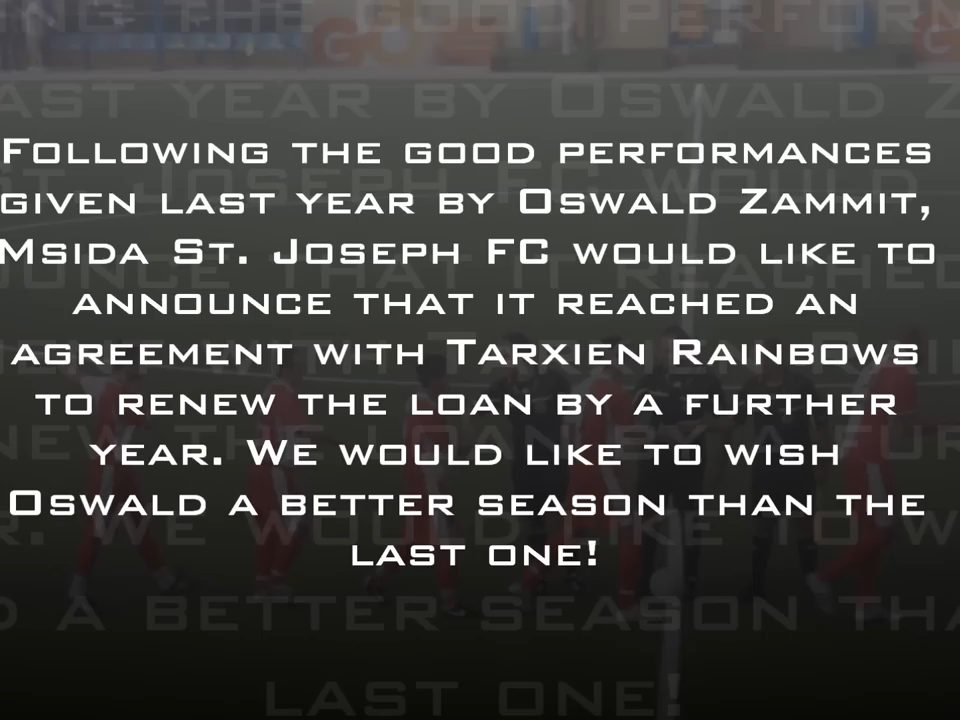 Following the good performances
given last year by Oswald Zammit,
Msida St. Joseph FC would like to
announce that it reached an
agreement with Tarxien Rainbows
to renew the loan by a further
year. We would like to wish
Oswald a better season than the
last one!